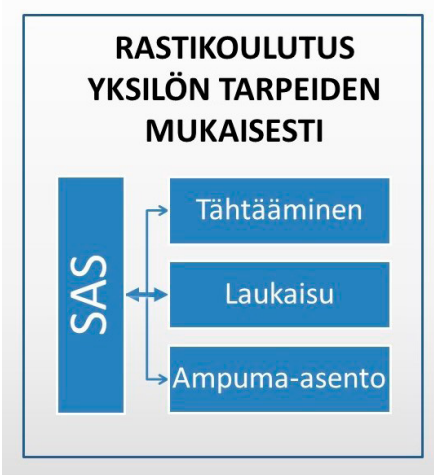 RASTIKOULUTUS
YKSILÖN TARPEIDEN
MUKAISESTI
SAS
Tähtääminen
Laukaisu
Ampuma-asento